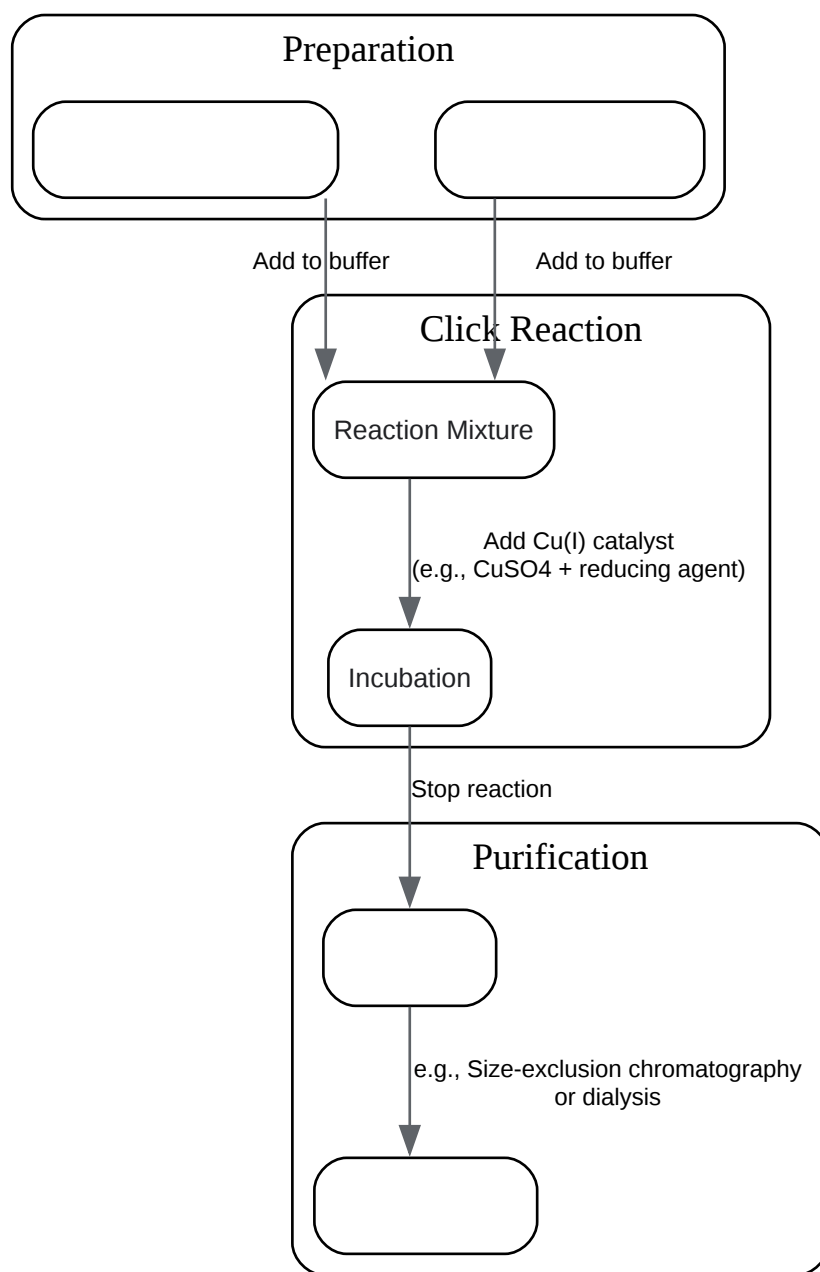 Preparation
Add to buffer
Add to buffer
Click Reaction
Reaction Mixture
Add Cu(I) catalyst
(e.g., CuSO4 + reducing agent)
Incubation
Stop reaction
Purification
e.g., Size-exclusion chromatography
or dialysis